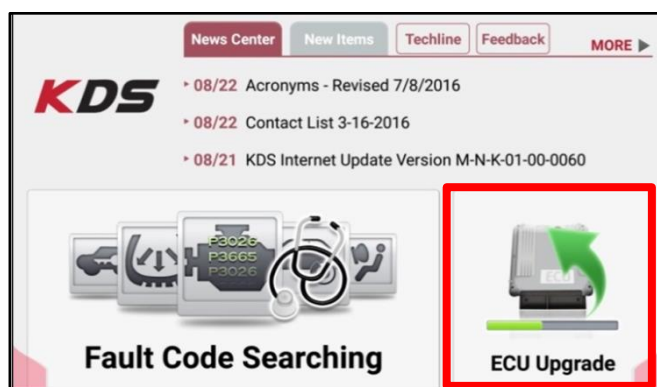 News Center New Items Techline Feedback MORE
KDS
08/22 Acronyms - Revised 7/8/2016
08/22 Contact List 3-16-2016
08/21 KDS Internet Update Version M-N-K-01-00-0060
P3026
P3665
P3026
ECU
Fault Code Searching
ECU Upgrade